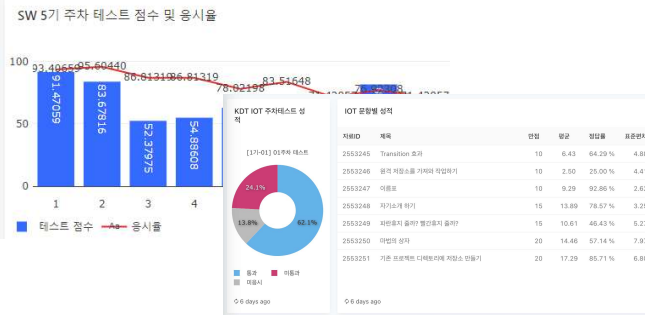 SW 5기 주차 테스트 점수 및 응시율
100
50
0
93.40659
95.60440
86.81319
86.81319
78.02198
83.51648
76.92308
91.47059
83.67816
52.37975
54.88608
1 2 3 4
테스트 점수 Aa 응시율
KDT IOT 주차테스트 성
적
[1기-01] 01주차 테스트
24.1%
13.8%
62.1%
통과 미통과
미응시
6 days ago
IOT 문항별 성적
자료ID 제목 만점 평균 정답률 표준편차
2553245 Transition 효과 10 6.43 64.29 %
2553246 원격 저장소를 가져와 작업하기 10 2.50 25.00 %
2553247 이름표 10 9.29 92.86 %
2553248 자기소개 하기 15 13.89 78.57 %
2553249 파란휴지 줄까? 빨간휴지 줄까? 15 10.61 46.43 %
2553250 마법의 상자 20 14.46 57.14 %
2553251 기존 프로젝트 디렉토리에 저장소 만들기 20 17.29 85.71 %
6 days ago